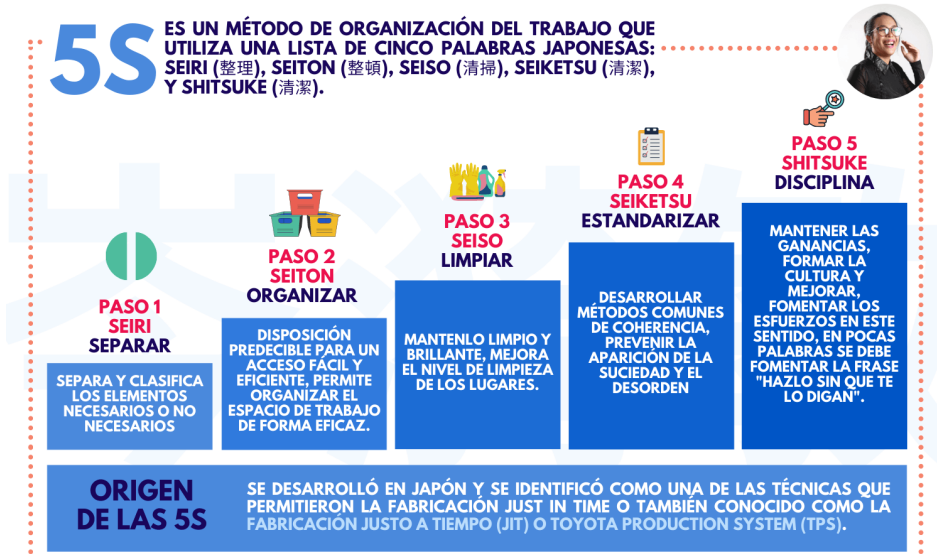 5S
ES UN MÉTODO DE ORGANIZACIÓN DEL TRABAJO QUE
UTILIZA UNA LISTA DE CINCO PALABRAS JAPONESAS:
SEIRI (整理), SEITON (整頓), SEISO (清掃), SEIKETSU (清潔),
Y SHITSUKE (清潔).
PASO 1
SEIRI
SEPARAR
SEPARA Y CLASIFICA
LOS ELEMENTOS
NECESARIOS O NO
NECESARIOS
PASO 2
SEITON
ORGANIZAR
DISPOSICIÓN
PREDECIBLE PARA UN
ACCESO FÁCIL Y
EFICIENTE, PERMITE
ORGANIZAR EL
ESPACIO DE TRABAJO
DE FORMA EFICAZ.
PASO 3
SEISO
LIMPIAR
MANTENLO LIMPIO Y
BRILLANTE, MEJORA
EL NIVEL DE LIMPIEZA
DE LOS LUGARES.
PASO 4
SEIKETSU
ESTANDARIZAR
DESARROLLAR
MÉTODOS COMUNES
DE COHERENCIA,
PREVENIR LA
APARICIÓN DE LA
SUCIEDAD Y EL
DESORDEN
PASO 5
SHITSUKE
DISCIPLINA
MANTENER LAS
GANANCIAS,
FORMAR LA
CULTURA Y
MEJORAR,
FOMENTAR LOS
ESFUERZOS EN ESTE
SENTIDO, EN POCAS
PALABRAS SE DEBE
FOMENTAR LA FRASE
"HAZLO SIN QUE TE
LO DIGAN".
ORIGEN
DE LAS 5S
SE DESARROLLÓ EN JAPÓN Y SE IDENTIFICÓ COMO UNA DE LAS TÉCNICAS QUE
PERMITIERON LA FABRICACIÓN JUST IN TIME O TAMBIÉN CONOCIDO COMO LA
FABRICACIÓN JUSTO A TIEMPO (JIT) O TOYOTA PRODUCTION SYSTEM (TPS).